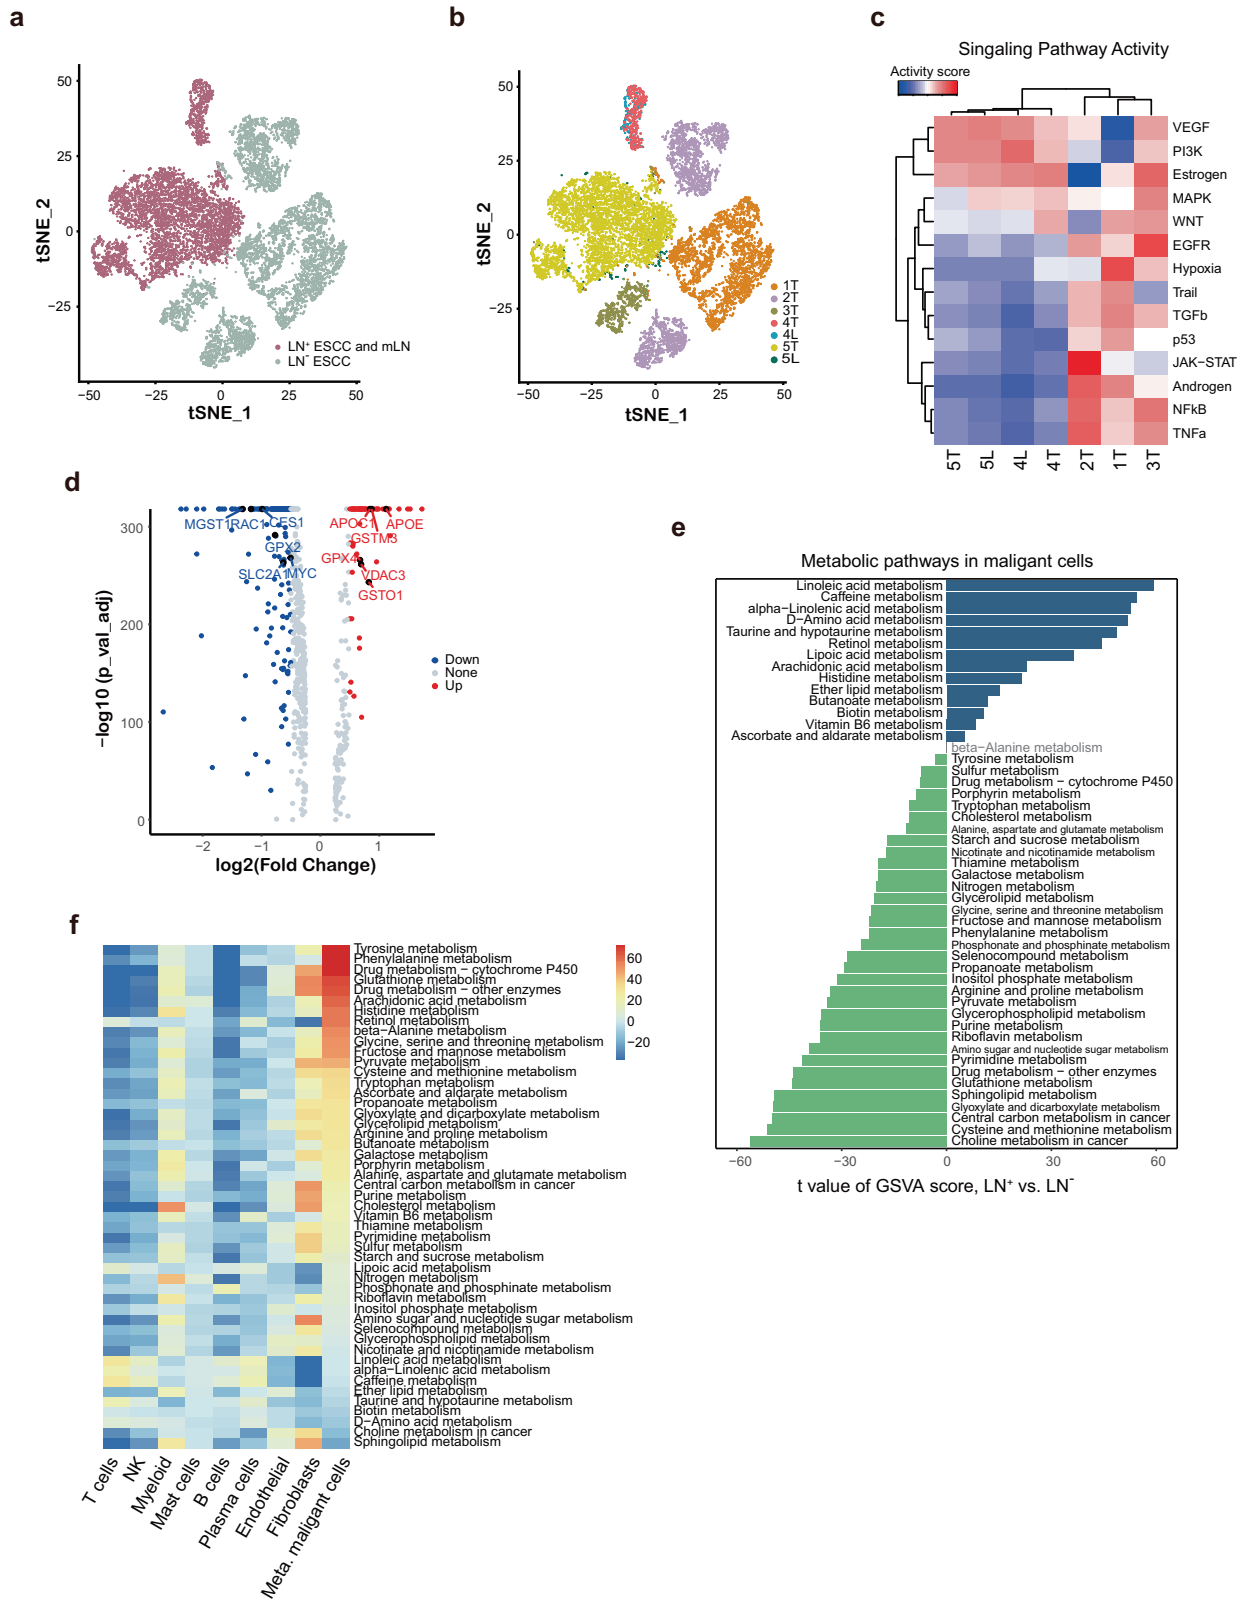 a
50
25
0
−25
−50
−25
0
25
50
tSNE_2
tSNE_1
LN⁺ ESCC and mLN
LN⁻ ESCC
b
50
25
0
−25
−50
−25
0
25
50
tSNE_2
tSNE_1
1T
2T
3T
4T
4L
5T
5L
c
Singaling Pathway Activity
Activity score
VEGF
PI3K
Estrogen
MAPK
WNT
EGFR
Hypoxia
Trail
TGFb
p53
JAK−STAT
Androgen
NFkB
TNFa
5T
5L
4L
4T
2T
1T
3T
d
300
200
100
0
−2
−1
0
1
−log10 (p_val_adj)
log2(Fold Change)
MGST1
RAC1
CES1
GPX2
SLC2A1
MYC
APOC1
APOE
GSTM3
GPX4
VDAC3
GSTO1
Down
None
Up
e
Metabolic pathways in maligant cells
Linoleic acid metabolism
Caffeine metabolism
alpha−Linolenic acid metabolism
D−Amino acid metabolism
Taurine and hypotaurine metabolism
Retinol metabolism
Lipoic acid metabolism
Arachidonic acid metabolism
Histidine metabolism
Ether lipid metabolism
Butanoate metabolism
Biotin metabolism
Vitamin B6 metabolism
Ascorbate and aldarate metabolism
beta−Alanine metabolism
Tyrosine metabolism
Sulfur metabolism
Drug metabolism − cytochrome P450
Porphyrin metabolism
Tryptophan metabolism
Cholesterol metabolism
Alanine, aspartate and glutamate metabolism
Starch and sucrose metabolism
Nicotinate and nicotinamide metabolism
Thiamine metabolism
Galactose metabolism
Nitrogen metabolism
Glycerolipid metabolism
Glycine, serine and threonine metabolism
Fructose and mannose metabolism
Phenylalanine metabolism
Phosphonate and phosphinate metabolism
Selenocompound metabolism
Propanoate metabolism
Inositol phosphate metabolism
Arginine and proline metabolism
Pyruvate metabolism
Glycerophospholipid metabolism
Purine metabolism
Riboflavin metabolism
Amino sugar and nucleotide sugar metabolism
Pyrimidine metabolism
Drug metabolism − other enzymes
Glutathione metabolism
Sphingolipid metabolism
Glyoxylate and dicarboxylate metabolism
Central carbon metabolism in cancer
Cysteine and methionine metabolism
Choline metabolism in cancer
−60
−30
0
30
60
t value of GSVA score, LN⁺ vs. LN⁻
f
Tyrosine metabolism
Phenylalanine metabolism
Drug metabolism − cytochrome P450
Glutathione metabolism
Drug metabolism − other enzymes
Arachidonic acid metabolism
Histidine metabolism
Retinol metabolism
beta−Alanine metabolism
Glycine, serine and threonine metabolism
Fructose and mannose metabolism
Pyruvate metabolism
Cysteine and methionine metabolism
Tryptophan metabolism
Ascorbate and aldarate metabolism
Propanoate metabolism
Glyoxylate and dicarboxylate metabolism
Glycerolipid metabolism
Arginine and proline metabolism
Butanoate metabolism
Galactose metabolism
Porphyrin metabolism
Alanine, aspartate and glutamate metabolism
Central carbon metabolism in cancer
Purine metabolism
Cholesterol metabolism
Vitamin B6 metabolism
Thiamine metabolism
Pyrimidine metabolism
Sulfur metabolism
Starch and sucrose metabolism
Lipoic acid metabolism
Nitrogen metabolism
Phosphonate and phosphinate metabolism
Riboflavin metabolism
Inositol phosphate metabolism
Amino sugar and nucleotide sugar metabolism
Selenocompound metabolism
Glycerophospholipid metabolism
Nicotinate and nicotinamide metabolism
Linoleic acid metabolism
alpha−Linolenic acid metabolism
Caffeine metabolism
Ether lipid metabolism
Taurine and hypotaurine metabolism
Biotin metabolism
D−Amino acid metabolism
Choline metabolism in cancer
Sphingolipid metabolism
60
40
20
0
−20
T cells
NK
Myeloid
Mast cells
B cells
Plasma cells
Endothelial
Fibroblasts
Meta. maligant cells